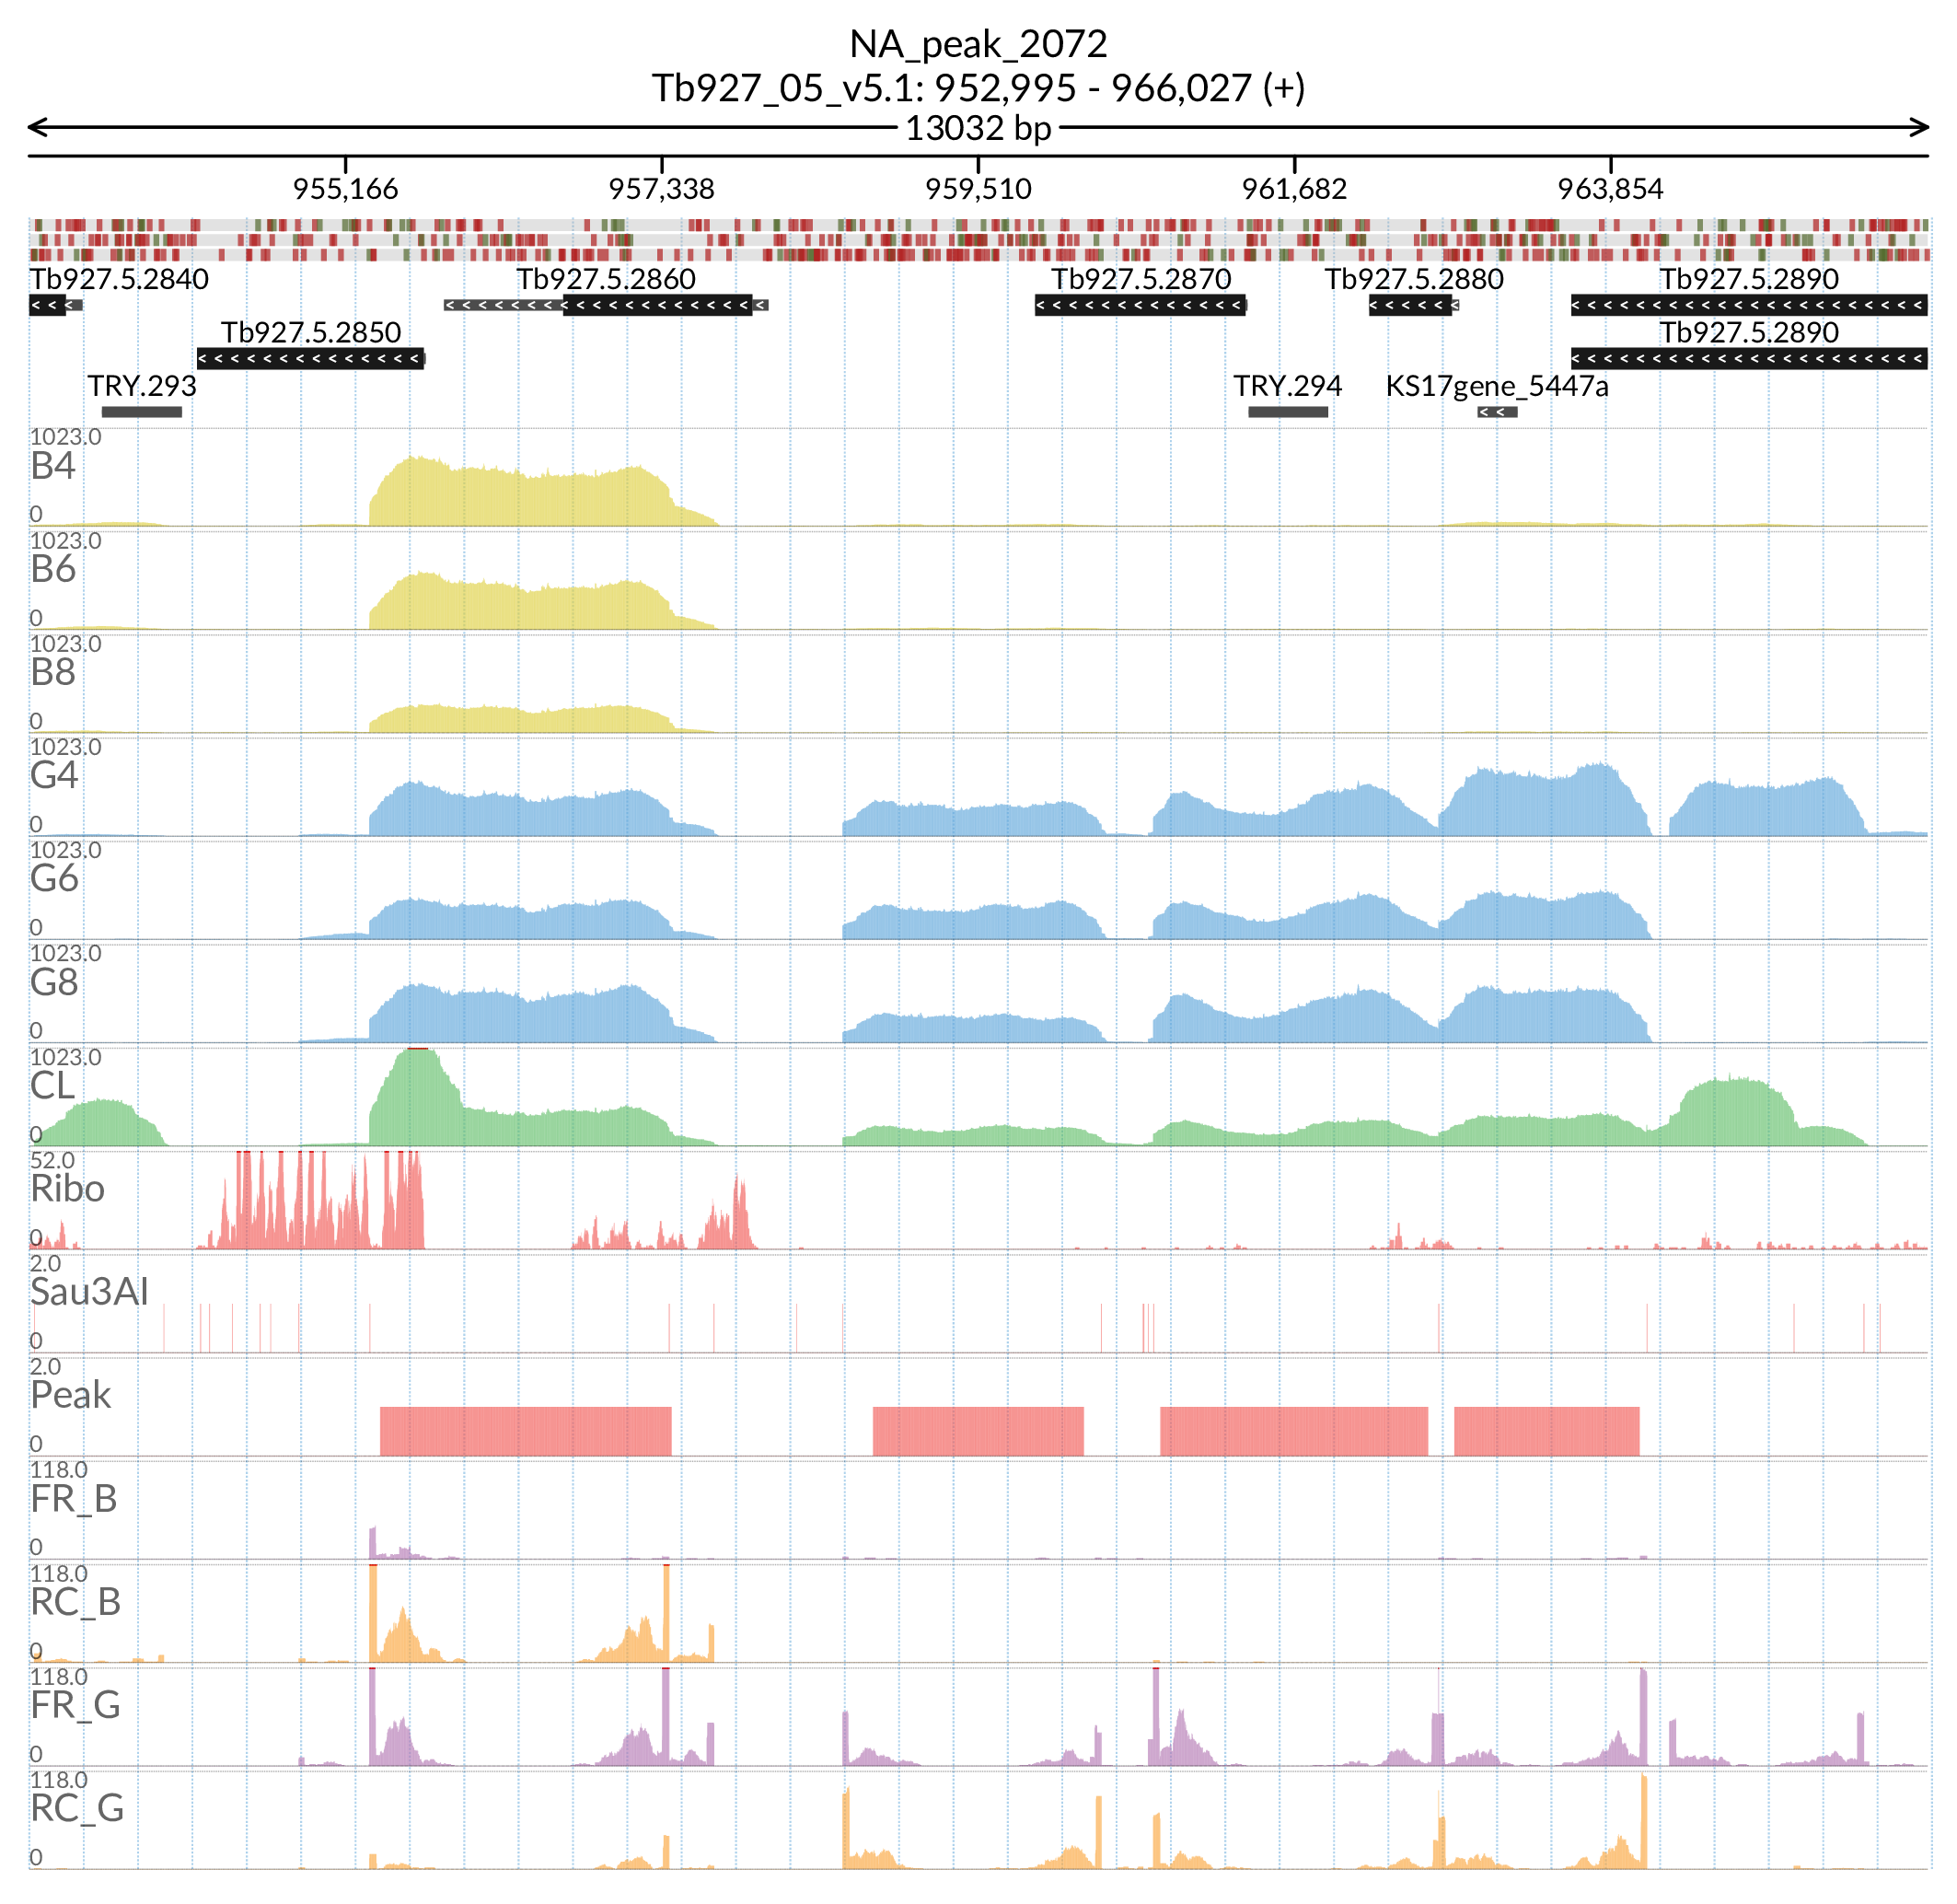 NA_peak_2072
Tb927_05_v5.1: 952,995 - 966,027 (+)
13032 bp
955,166 957,338 959,510 961,682 963,854
Tb927.5.2840 Tb927.5.2860 Tb927.5.2870 Tb927.5.2880 Tb927.5.2890
Tb927.5.2850 Tb927.5.2890
TRY.293 TRY.294 KS17gene_5447a
1023.0
B4
0
1023.0
B6
0
1023.0
B8
0
1023.0
G4
0
1023.0
G6
0
1023.0
G8
0
1023.0
CL
0
52.0
Ribo
0
2.0
Sau3AI
0
2.0
Peak
0
118.0
FR_B
0
118.0
RC_B
0
118.0
FR_G
0
118.0
RC_G
0